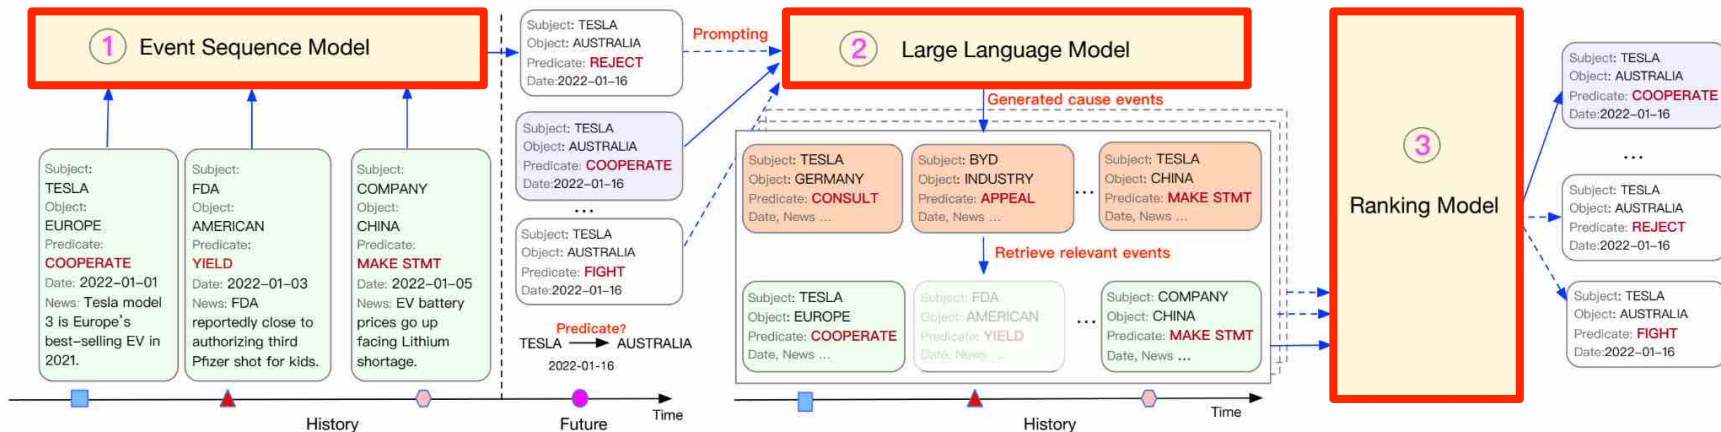 1 Event Sequence Model
Subject:
TESLA
Object:
EUROPE
Predicate:
COOPERATE
Date: 2022-01-01
News: Tesla model
3 is Europe's
best-selling EV in
2021.
Subject:
FDA
Object:
AMERICAN
Predicate:
YIELD
Date: 2022-01-03
News: FDA
reportedly close to
authorizing third
Pfizer shot for kids.
Subject:
COMPANY
Object:
CHINA
Predicate:
MAKE STMT
Date: 2022-01-05
News: EV battery
prices go up
facing Lithium
shortage.
History
Subject: TESLA
Object: AUSTRALIA
Predicate: REJECT
Date:2022-01-16
Subject: TESLA
Object: AUSTRALIA
Predicate: COOPERATE
Date:2022-01-16
...
Subject: TESLA
Object: AUSTRALIA
Predicate: FIGHT
Date:2022-01-16
Predicate?
TESLA AUSTRALIA
2022-01-16
Future
Time
Prompting
2 Large Language Model
Generated cause events
Subject: TESLA
Object: GERMANY
Predicate: CONSULT
Date, News ...
Subject: BYD
Object: INDUSTRY
Predicate: APPEAL
Date, News ...
...
Subject: TESLA
Object: CHINA
Predicate: MAKE STMT
Date, News ...
Retrieve relevant events
Subject: TESLA
Object: EUROPE
Predicate: COOPERATE
Date, News ...
Subject: FDA
Object: AMERICAN
Predicate: YIELD
Date, News ...
...
Subject: COMPANY
Object: CHINA
Predicate: MAKE STMT
Date, News ...
History
Time
3
Ranking Model
Subject: TESLA
Object: AUSTRALIA
Predicate: COOPERATE
Date:2022-01-16
...
Subject: TESLA
Object: AUSTRALIA
Predicate: REJECT
Date:2022-01-16
Subject: TESLA
Object: AUSTRALIA
Predicate: FIGHT
Date:2022-01-16